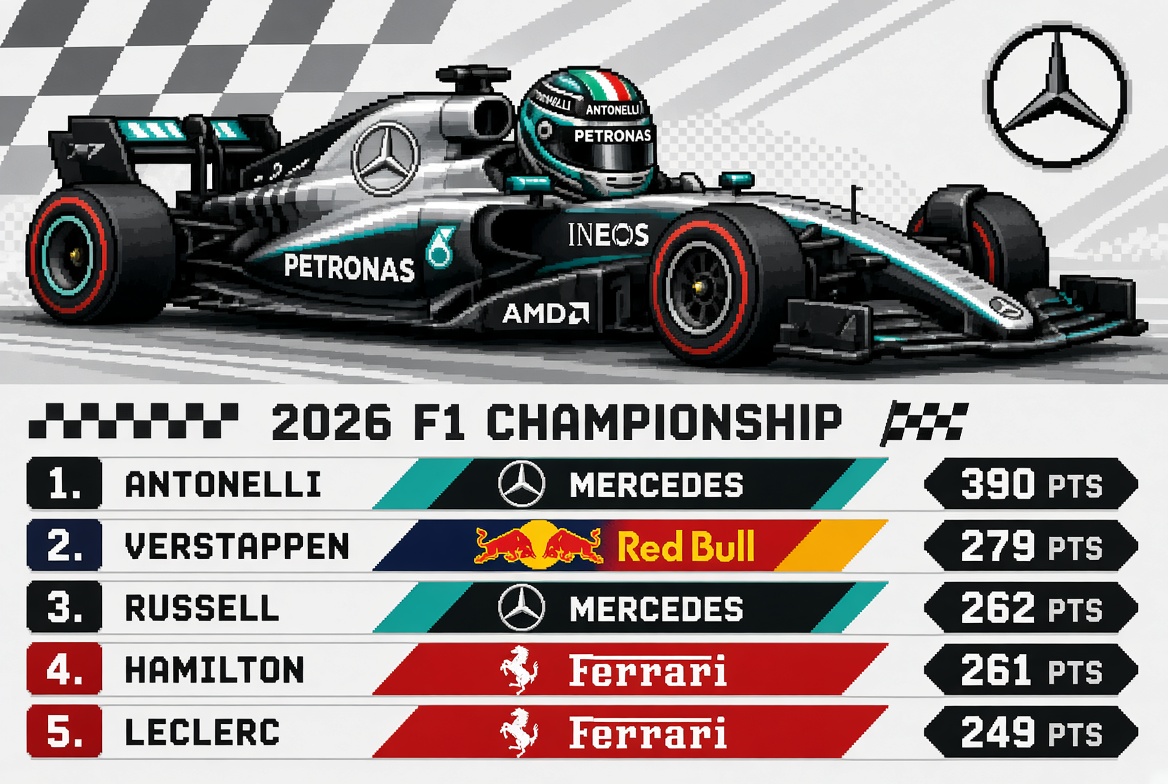 ANTONELLI
PETRONAS
INEOS
6
PETRONAS
AMD
2026 F1 CHAMPIONSHIP
1. ANTONELLI MERCEDES 390 PTS
2. VERSTAPPEN Red Bull 279 PTS
3. RUSSELL MERCEDES 262 PTS
4. HAMILTON Ferrari 261 PTS
5. LECLERC Ferrari 249 PTS